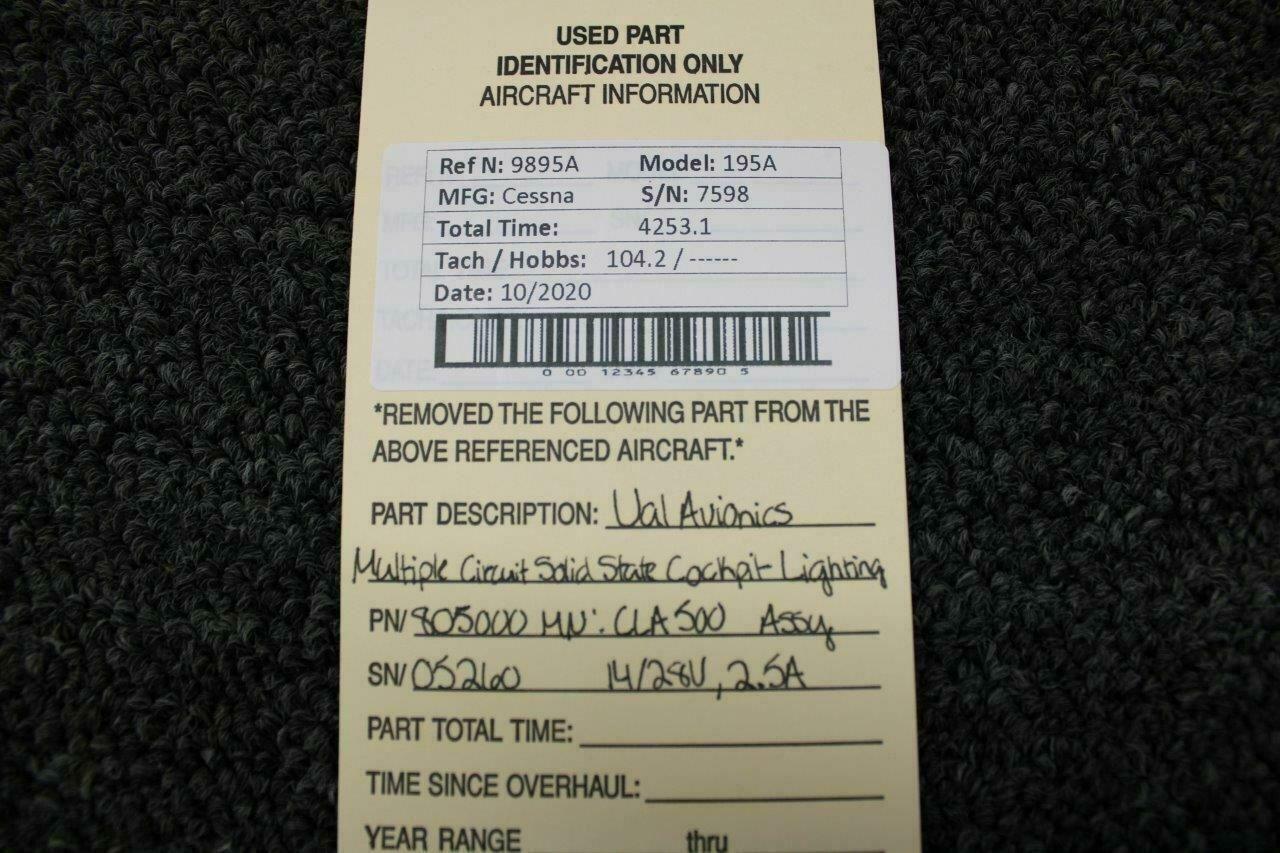 USED PART
IDENTIFICATION ONLY
AIRCRAFT INFORMATION
Ref N: 9895A Model: 195A
MFG: Cessna S/N: 7598
Total Time: 4253.1
Tach / Hobbs: 104.2 / ------
Date: 10/2020
0 00 12345 67890 5
*REMOVED THE FOLLOWING PART FROM THE
ABOVE REFERENCED AIRCRAFT.*
PART DESCRIPTION: Val Avionics
Multiple Circuit Solid State Cockpit Lighting
PN/ 805000 MN: CLA 500 Assy
SN/ 05260 14/28V, 2.5A
PART TOTAL TIME:
TIME SINCE OVERHAUL:
YEAR RANGE thru